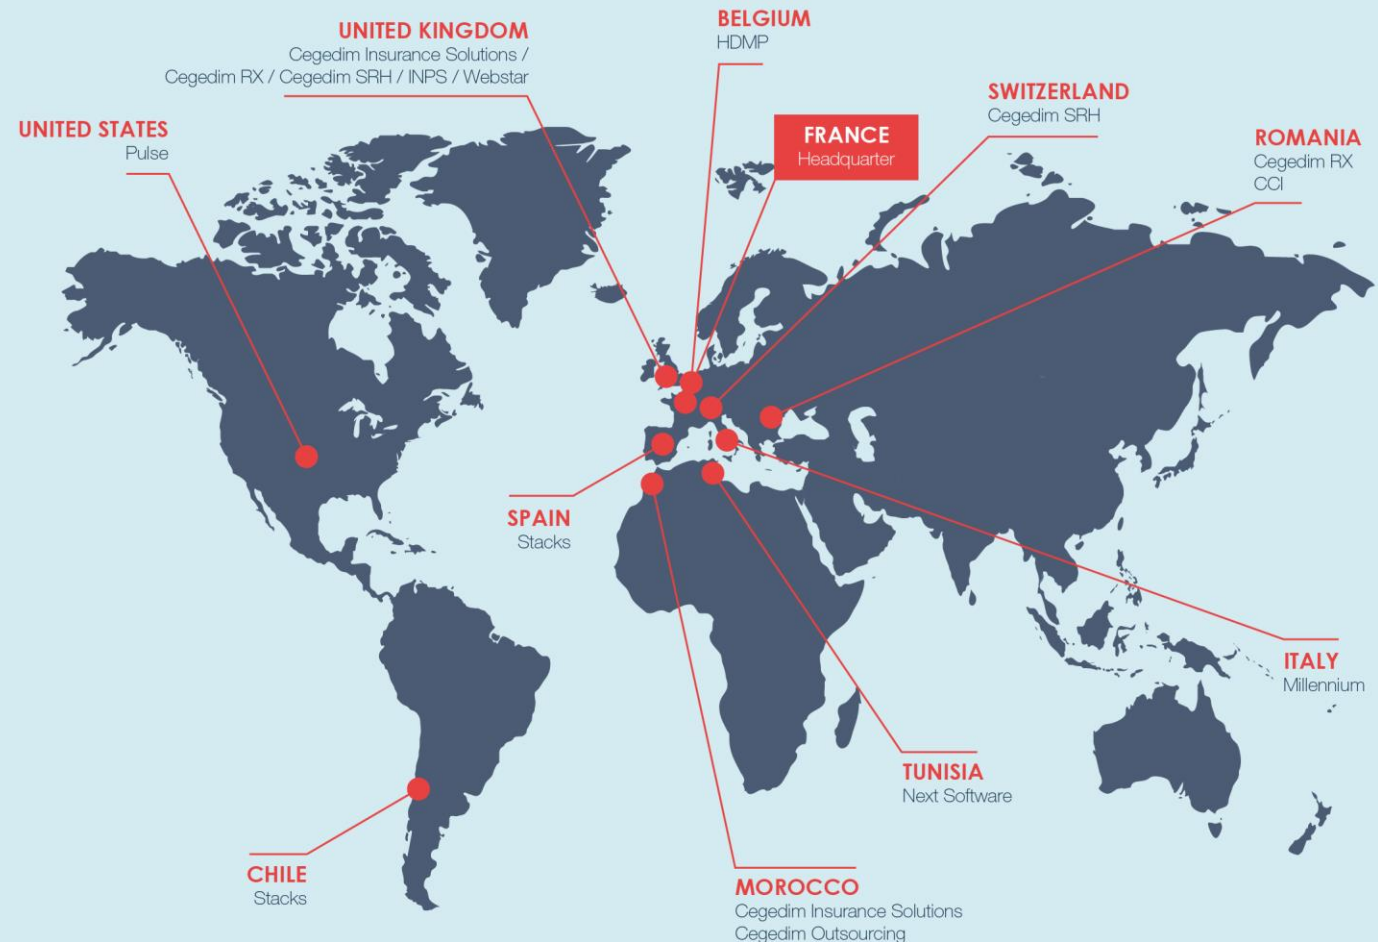 BELGIUM
HDMP
UNITED KINGDOM
Cegedim Insurance Solutions /
Cegedim RX / Cegedim SRH / INPS / Webstar
SWITZERLAND
Cegedim SRH
UNITED STATES
Pulse
FRANCE
Headquarter
ROMANIA
Cegedim RX
CCI
SPAIN
Stacks
ITALY
Millennium
TUNISIA
Next Software
CHILE
Stacks
MOROCCO
Cegedim Insurance Solutions
Cegedim Outsourcing